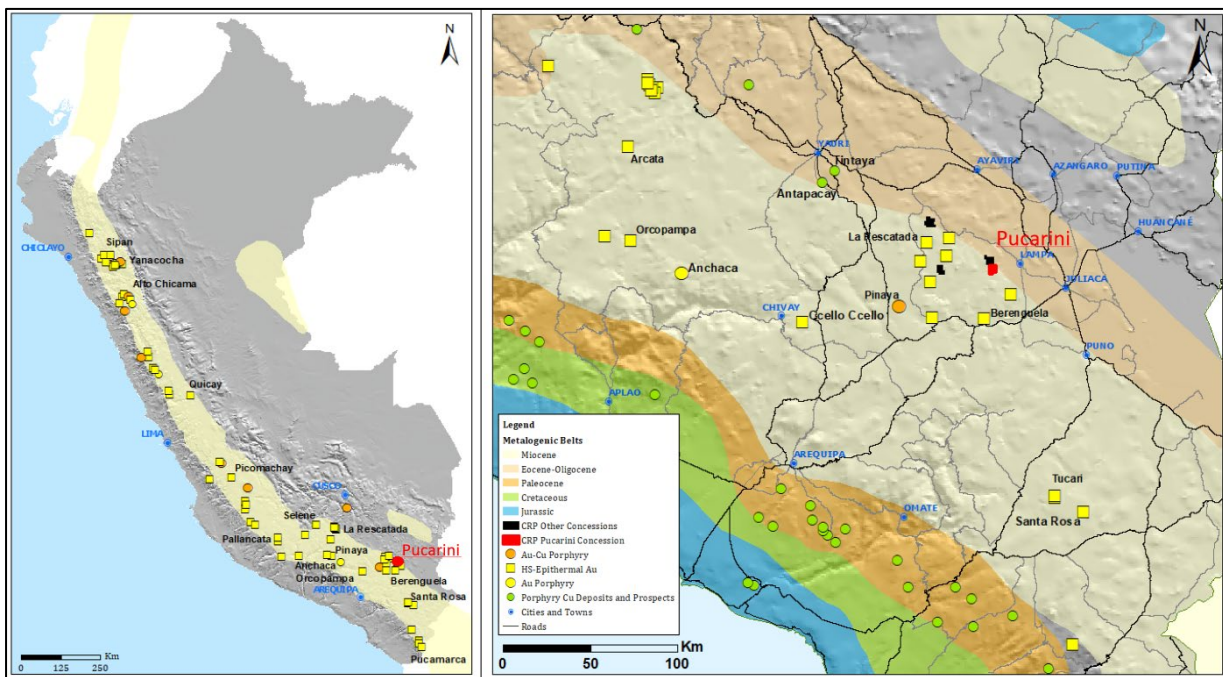 N
Sipan
CHICLAYO
Yanacocha
Alto Chicama
Quicay
LIMA
Picomachay
CUSCO
Selene
La Rescatada
Pallancata
Pinaya
Pucarini
Anchaca
Orcopampa
Berenguela
AREQUIPA
Santa Rosa
Pucamarca
Km
0 125 250
N
Arcata
YAURI
Tintaya
AYAVIRI
AZANGARO
PUTINA
Antapacay
HUANCANÉ
Orcopampa
La Rescatada
Pucarini
LAMPA
Anchaca
JULIACA
Pinaya
CHIVAY
Ccello Ccello
Berenguela
PUNO
APLAO
AREQUIPA
Tucari
Santa Rosa
OMATE
Legend
Metalogenic Belts
Miocene
Eocene-Oligocene
Paleocene
Cretaceous
Jurassic
CRP Other Concessions
CRP Pucarini Concession
Au-Cu Porphyry
HS-Epithermal Au
Au Porphyry
Porphyry Cu Deposits and Prospects
Cities and Towns
Roads
Km
0 50 100